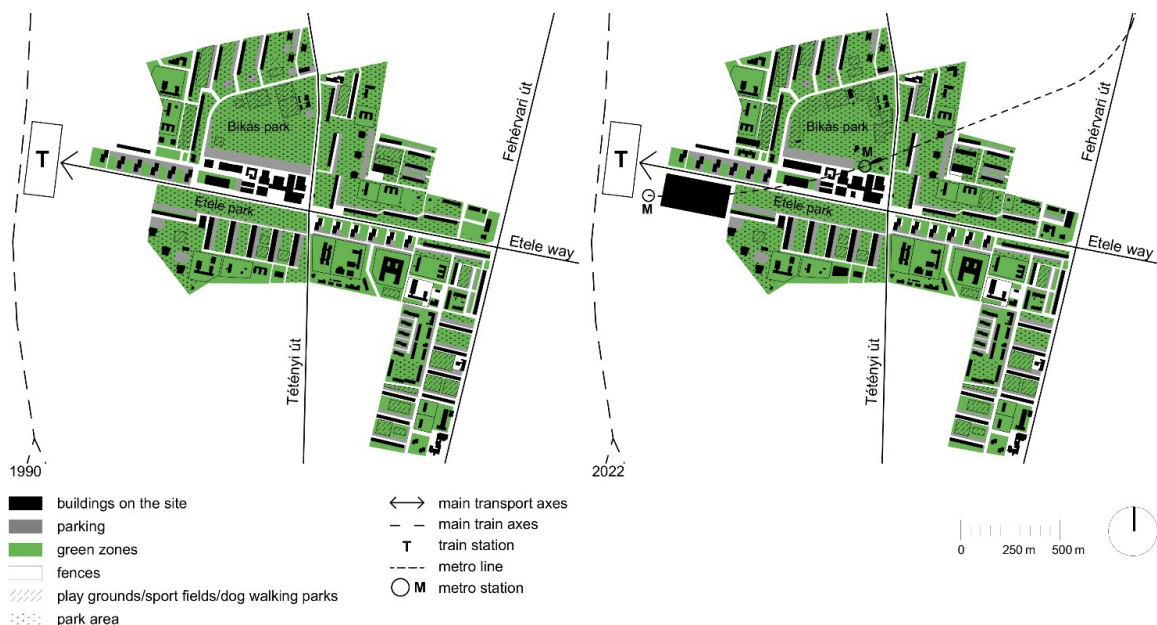 Bikás park
Fehérvari út
T
Etele park
Etele way
Tétényi út
1990
Bikás park
Fehérvari út
M
T
M
Etele park
Etele way
Tétényi út
2022
buildings on the site
parking
green zones
fences
play grounds/sport fields/dog walking parks
park area
main transport axes
main train axes
T train station
metro line
M metro station
0 250 m 500 m